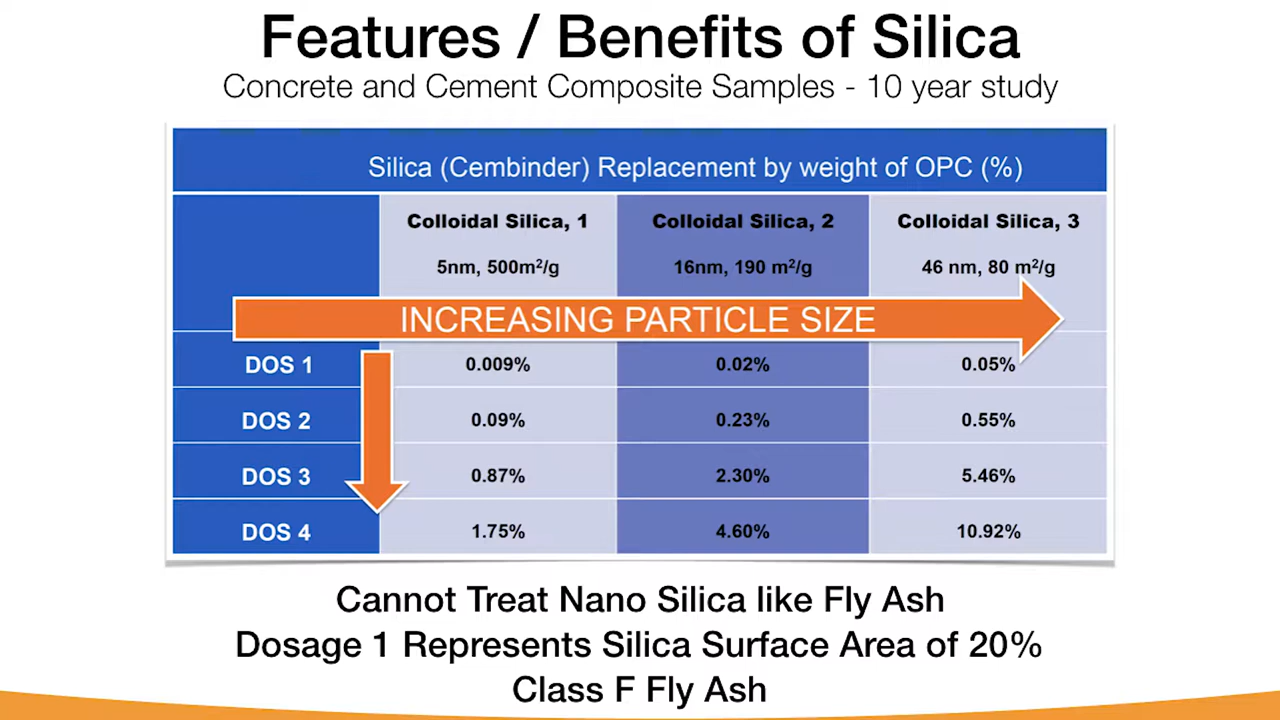 Features / Benefits of Silica
Concrete and Cement Composite Samples - 10 year study
Silica (Cembinder) Replacement by weight of OPC (%)
Colloidal Silica, 1 Colloidal Silica, 2 Colloidal Silica, 3
5nm, 500m²/g 16nm, 190 m²/g 46 nm, 80 m²/g
INCREASING PARTICLE SIZE
DOS 1 0.009% 0.02% 0.05%
DOS 2 0.09% 0.23% 0.55%
DOS 3 0.87% 2.30% 5.46%
DOS 4 1.75% 4.60% 10.92%
Cannot Treat Nano Silica like Fly Ash
Dosage 1 Represents Silica Surface Area of 20%
Class F Fly Ash